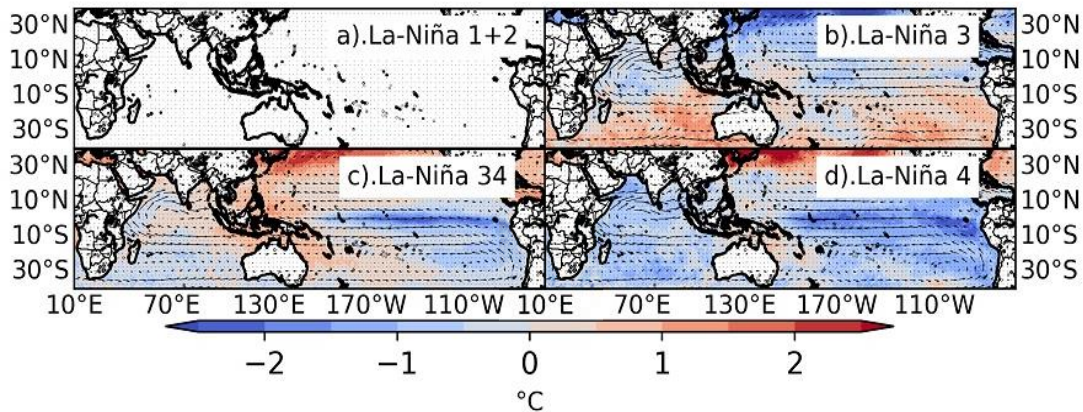 30°N
10°N
10°S
30°S
a).La-Niña 1+2
b).La-Niña 3
30°N
10°N
10°S
30°S
30°N
10°N
10°S
30°S
c).La-Niña 34
d).La-Niña 4
30°N
10°N
10°S
30°S
10°E 70°E 130°E 170°W 110°W 10°E 70°E 130°E 170°W 110°W
−2 −1 0 1 2
°C